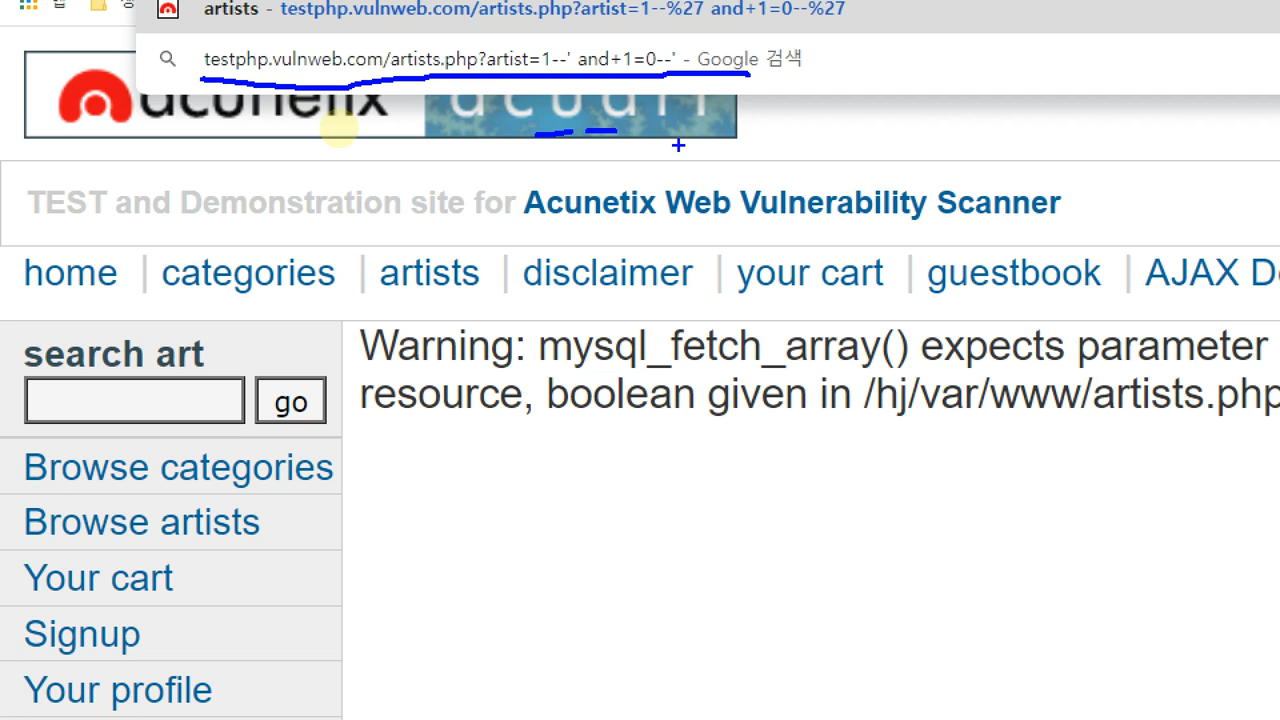 artists - testphp.vulnweb.com/artists.php?artist=1--%27 and+1=0--%27
testphp.vulnweb.com/artists.php?artist=1--' and+1=0--' - Google 검색
acunetix acuart
TEST and Demonstration site for Acunetix Web Vulnerability Scanner
home | categories | artists | disclaimer | your cart | guestbook | AJAX
Warning: mysql_fetch_array() expects parameter
resource, boolean given in /hj/var/www/artists.php
search art
go
Browse categories
Browse artists
Your cart
Signup
Your profile